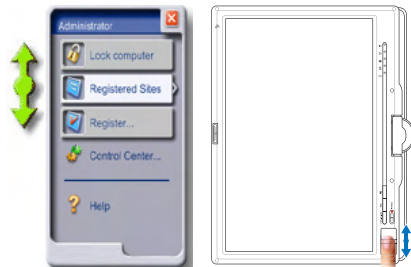 Administrator
Lock computer
Registered Sites
Register...
Control Center...
Help